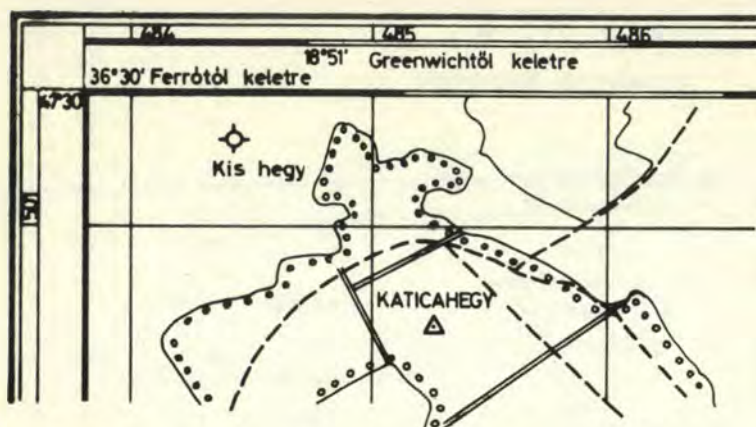 484 485 486
18°51' Greenwichtől keletre
36°30' Ferrótól keletre
47°30'
Kis hegy
KATICAHEGY